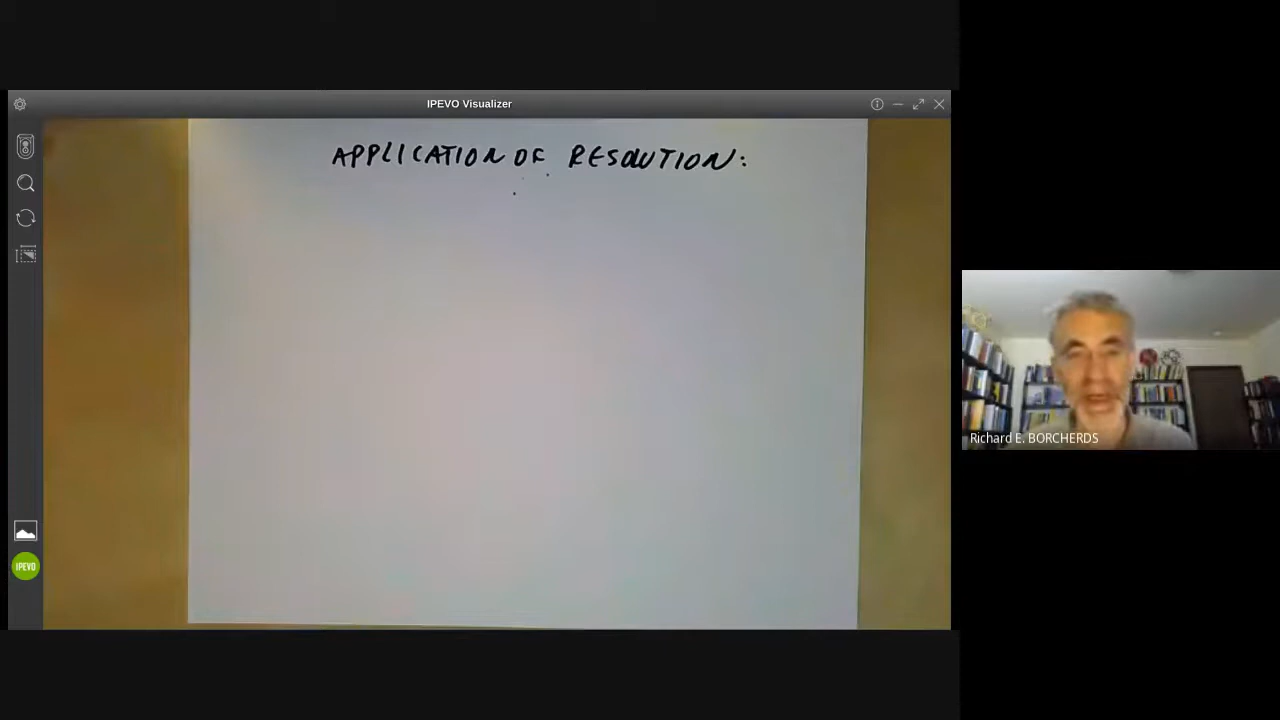 IPEVO Visualizer
APPLICATION OF RESOLUTION:
IPEVO
Richard E. BORCHERDS